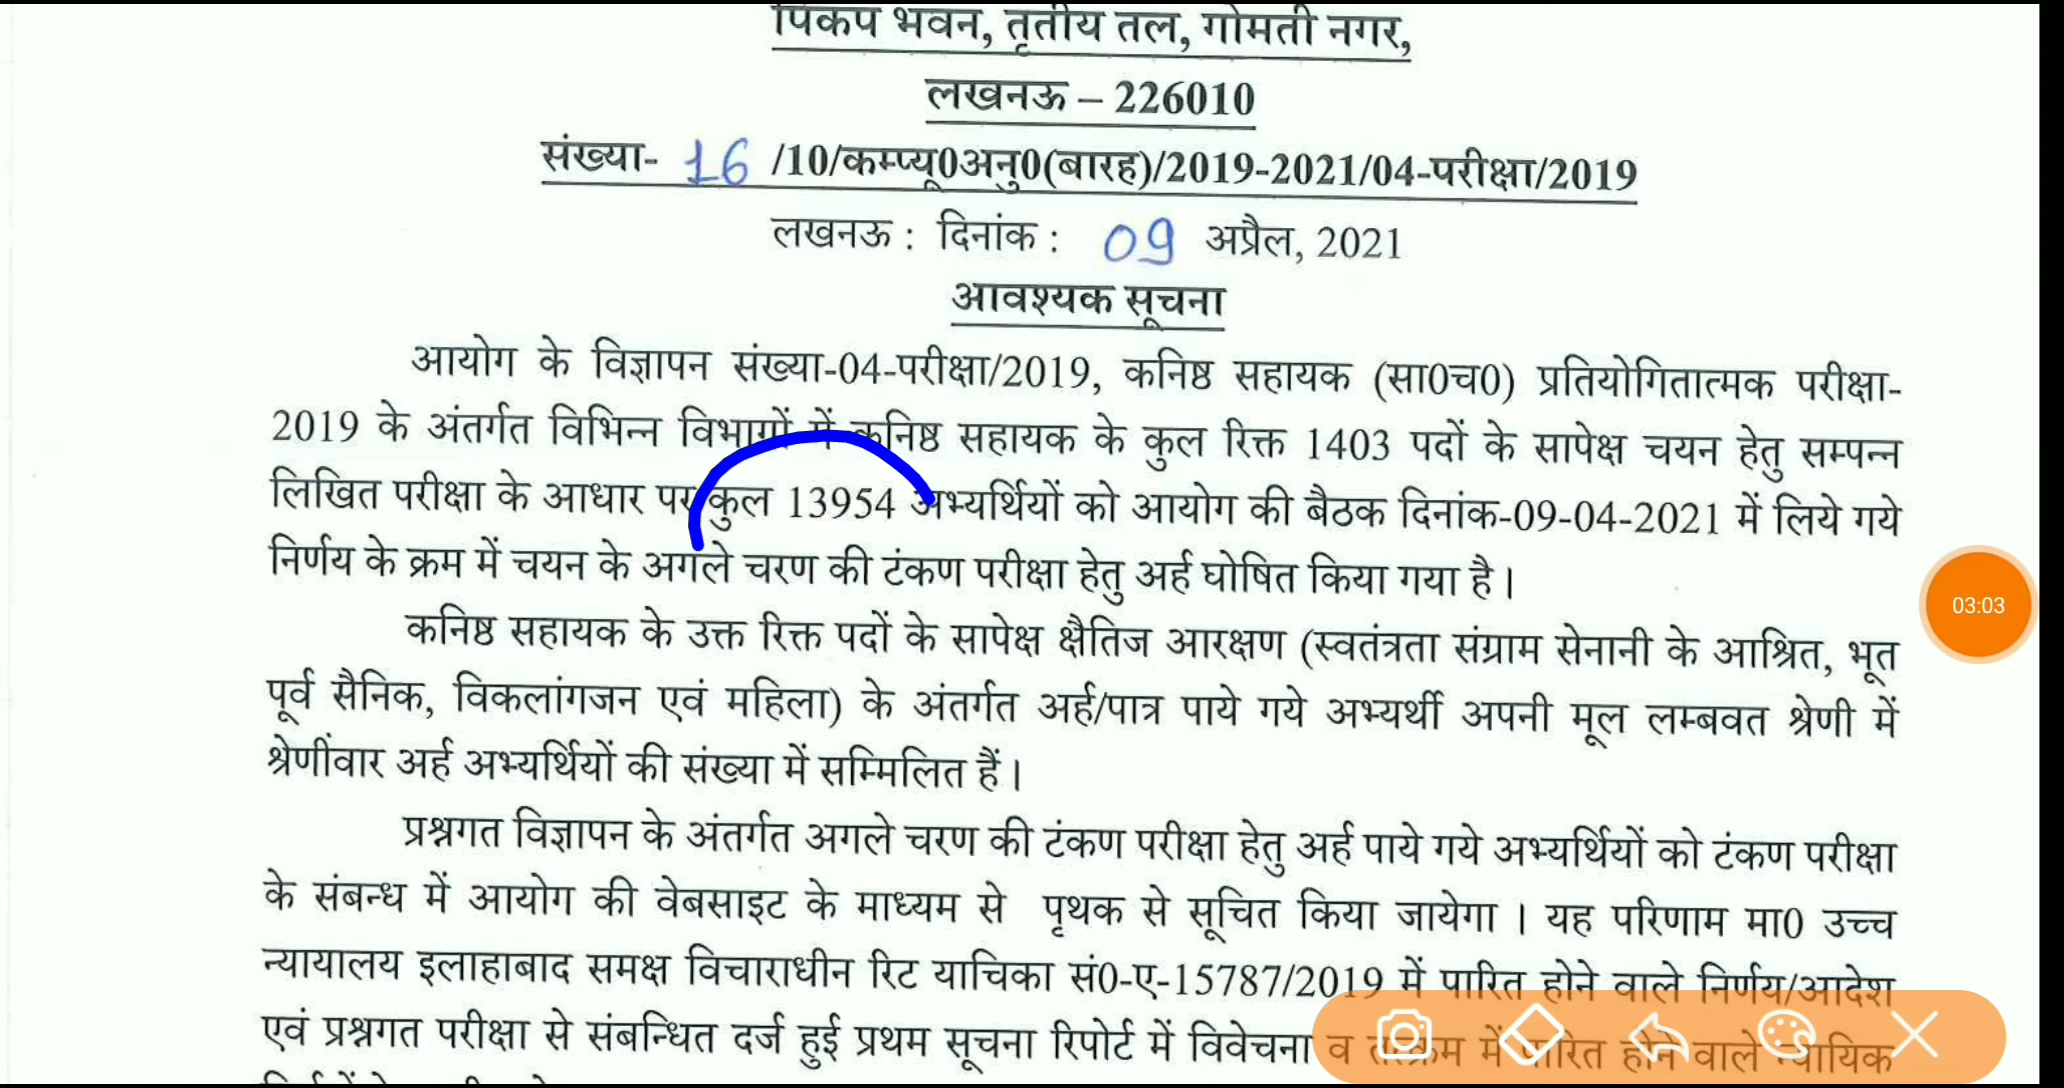 पिकप भवन, तृतीय तल, गोमती नगर,
लखनऊ – 226010
संख्या- 16 /10/कम्प्यू0अनु0(बारह)/2019-2021/04-परीक्षा/2019
लखनऊ : दिनांक : 09 अप्रैल, 2021
आवश्यक सूचना
आयोग के विज्ञापन संख्या-04-परीक्षा/2019, कनिष्ठ सहायक (सा0च0) प्रतियोगितात्मक परीक्षा-
2019 के अंतर्गत विभिन्न विभागों में कनिष्ठ सहायक के कुल रिक्त 1403 पदों के सापेक्ष चयन हेतु सम्पन्न
लिखित परीक्षा के आधार पर कुल 13954 अभ्यर्थियों को आयोग की बैठक दिनांक-09-04-2021 में लिये गये
निर्णय के क्रम में चयन के अगले चरण की टंकण परीक्षा हेतु अर्ह घोषित किया गया है।
03:03
कनिष्ठ सहायक के उक्त रिक्त पदों के सापेक्ष क्षैतिज आरक्षण (स्वतंत्रता संग्राम सेनानी के आश्रित, भूत
पूर्व सैनिक, विकलांगजन एवं महिला) के अंतर्गत अर्ह/पात्र पाये गये अभ्यर्थी अपनी मूल लम्बवत श्रेणी में
श्रेणींवार अर्ह अभ्यर्थियों की संख्या में सम्मिलित हैं।
प्रश्नगत विज्ञापन के अंतर्गत अगले चरण की टंकण परीक्षा हेतु अर्ह पाये गये अभ्यर्थियों को टंकण परीक्षा
के संबन्ध में आयोग की वेबसाइट के माध्यम से पृथक से सूचित किया जायेगा । यह परिणाम मा0 उच्च
न्यायालय इलाहाबाद समक्ष विचाराधीन रिट याचिका सं0-ए-15787/2019 में पारित होने वाले निर्णय/आदेश
एवं प्रश्नगत परीक्षा से संबन्धित दर्ज हुई प्रथम सूचना रिपोर्ट में विवेचना व तत्क्रम में पारित होने वाले न्यायिक